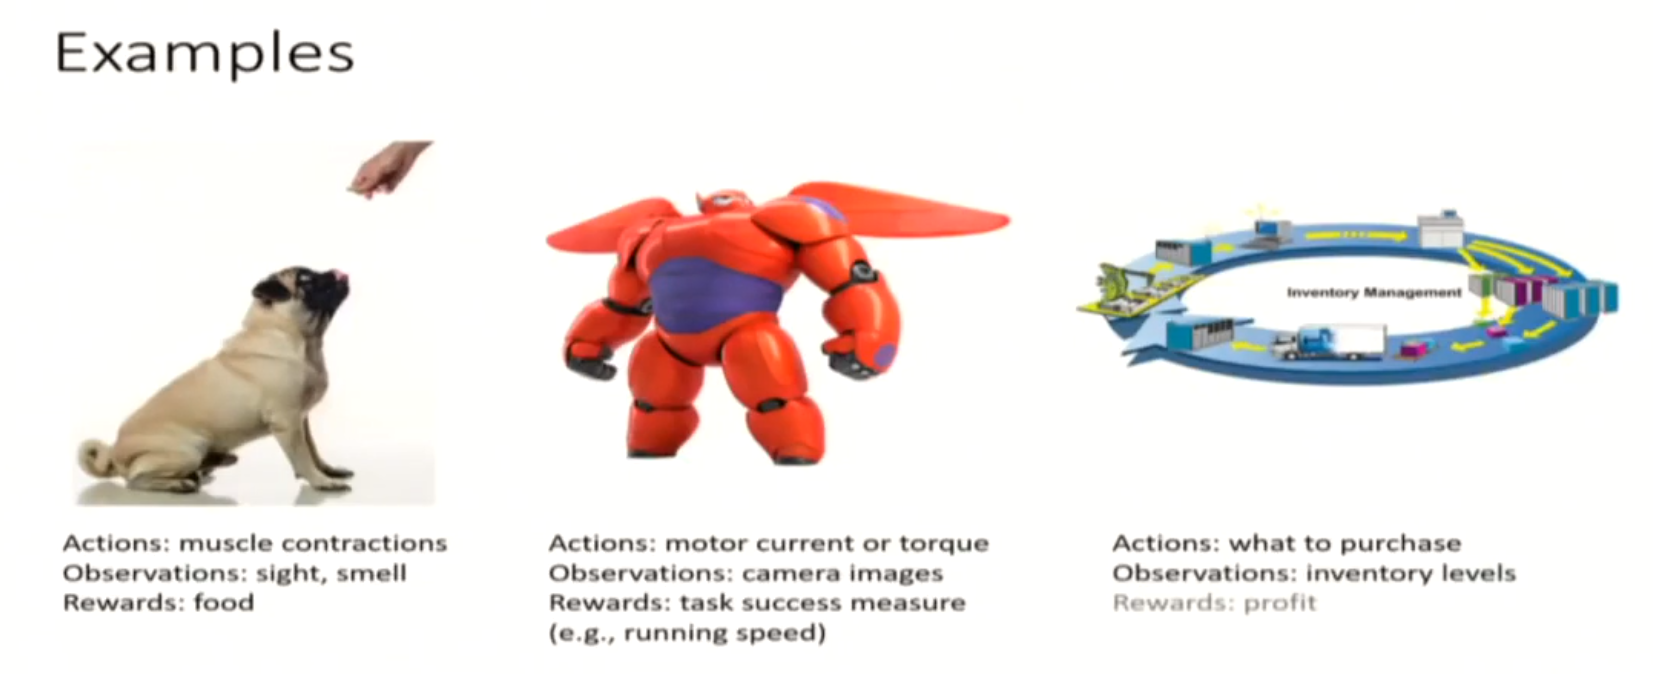 Examples
Inventory Management
Actions: muscle contractions
Observations: sight, smell
Rewards: food
Actions: motor current or torque
Observations: camera images
Rewards: task success measure
(e.g., running speed)
Actions: what to purchase
Observations: inventory levels
Rewards: profit